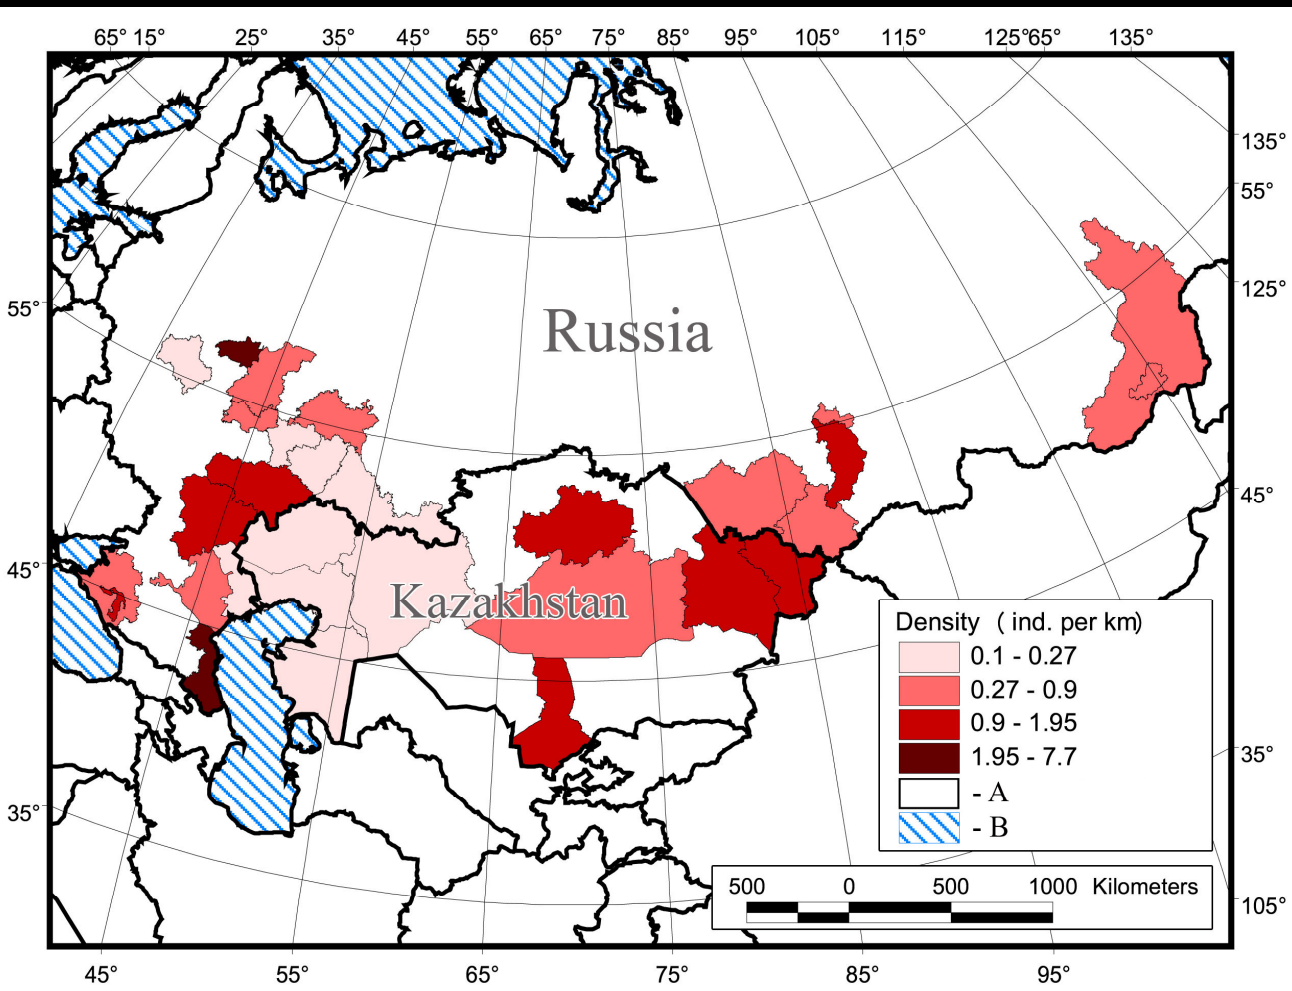 65° 15° 25° 35° 45° 55° 65° 75° 85° 95° 105° 115° 125°65° 135°
135°
55°
55°
125°
Russia
45°
45°
Kazakhstan
Density ( ind. per km)
0.1 - 0.27
0.27 - 0.9
0.9 - 1.95
1.95 - 7.7
- A
- B
35°
35°
500 0 500 1000 Kilometers
105°
45° 55° 65° 75° 85° 95°